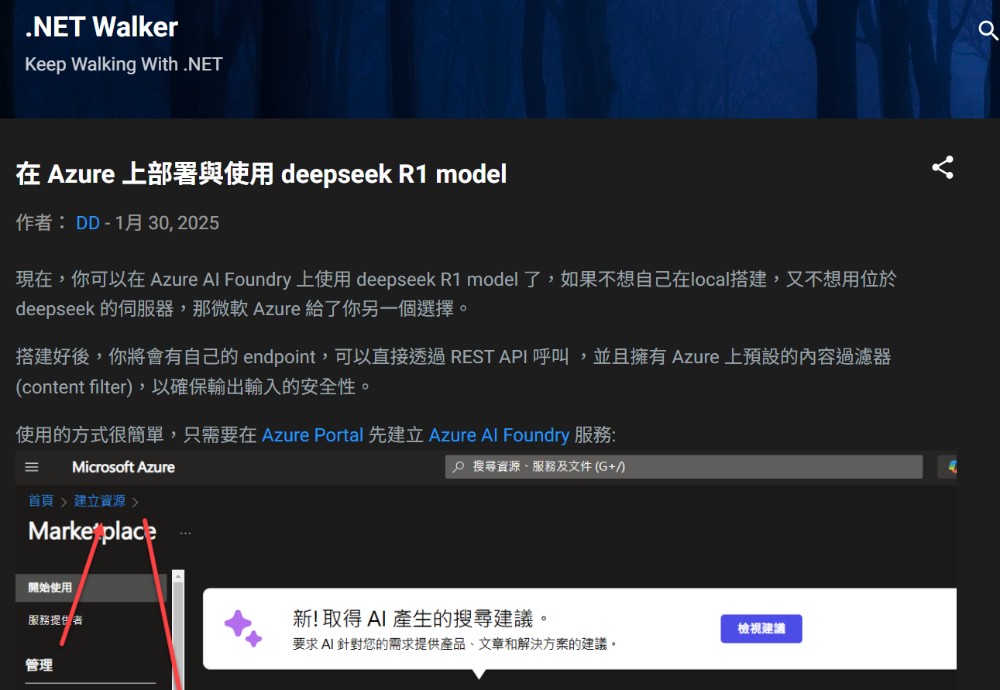 .NET Walker
Keep Walking With .NET
在 Azure 上部署與使用 deepseek R1 model
作者： DD - 1月 30, 2025
現在，你可以在 Azure AI Foundry 上使用 deepseek R1 model 了，如果不想自己在local搭建，又不想用位於
deepseek 的伺服器，那微軟 Azure 給了你另一個選擇。
搭建好後，你將會有自己的 endpoint，可以直接透過 REST API 呼叫 ，並且擁有 Azure 上預設的內容過濾器
(content filter)，以確保輸出輸入的安全性。
使用的方式很簡單，只需要在 Azure Portal 先建立 Azure AI Foundry 服務:
Microsoft Azure
搜尋資源、服務及文件 (G+/)
首頁 > 建立資源 >
Marketplace ...
開始使用
服務提供者
管理
新! 取得 AI 產生的搜尋建議。
要求 AI 針對您的需求提供產品、文章和解決方案的建議。
檢視建議